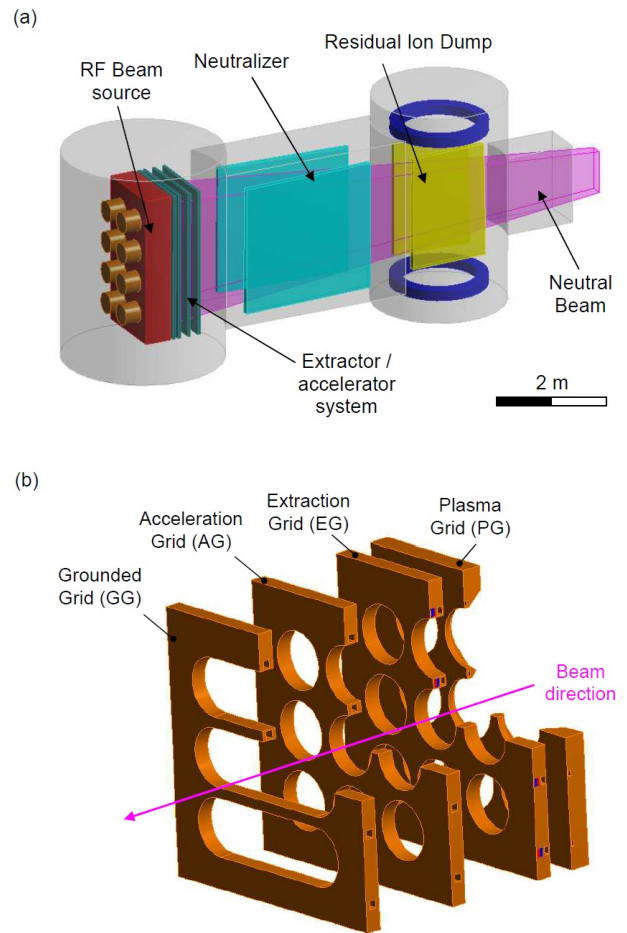 (a)
Residual Ion Dump
Neutralizer
RF Beam
source
Neutral
Beam
Extractor /
accelerator
system
2 m
(b)
Extraction
Grid (EG)
Plasma
Grid (PG)
Acceleration
Grid (AG)
Grounded
Grid (GG)
Beam
direction